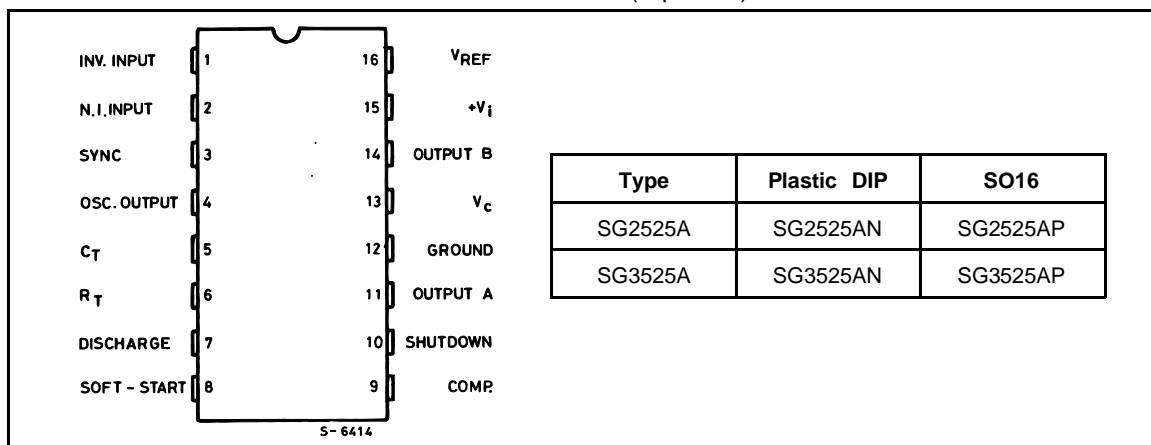 INV. INPUT 1 16 VREF
N.I. INPUT 2 15 +Vi
SYNC 3 14 OUTPUT B
OSC. OUTPUT 4 13 Vc
CT 5 12 GROUND
RT 6 11 OUTPUT A
DISCHARGE 7 10 SHUTDOWN
SOFT - START 8 9 COMP.
S- 6414
Type Plastic DIP SO16
SG2525A SG2525AN SG2525AP
SG3525A SG3525AN SG3525AP